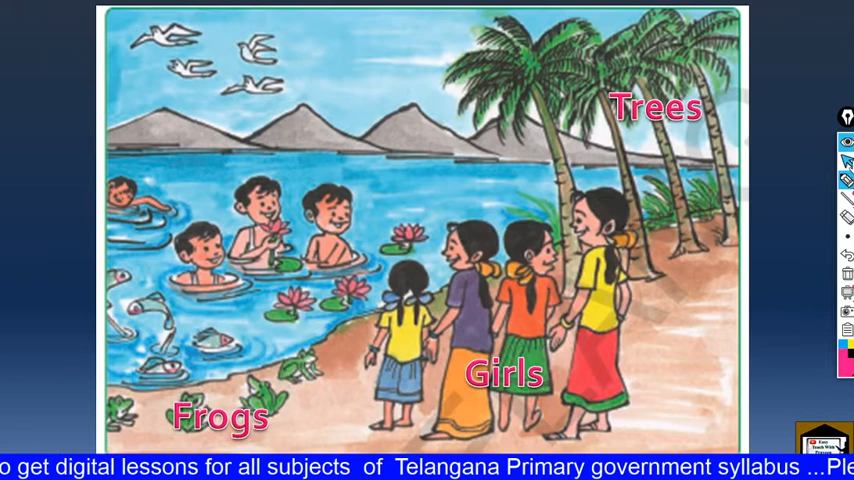 Trees
Girls
Frogs
o get digital lessons for all subjects of Telangana Primary government syllabus ...Ple